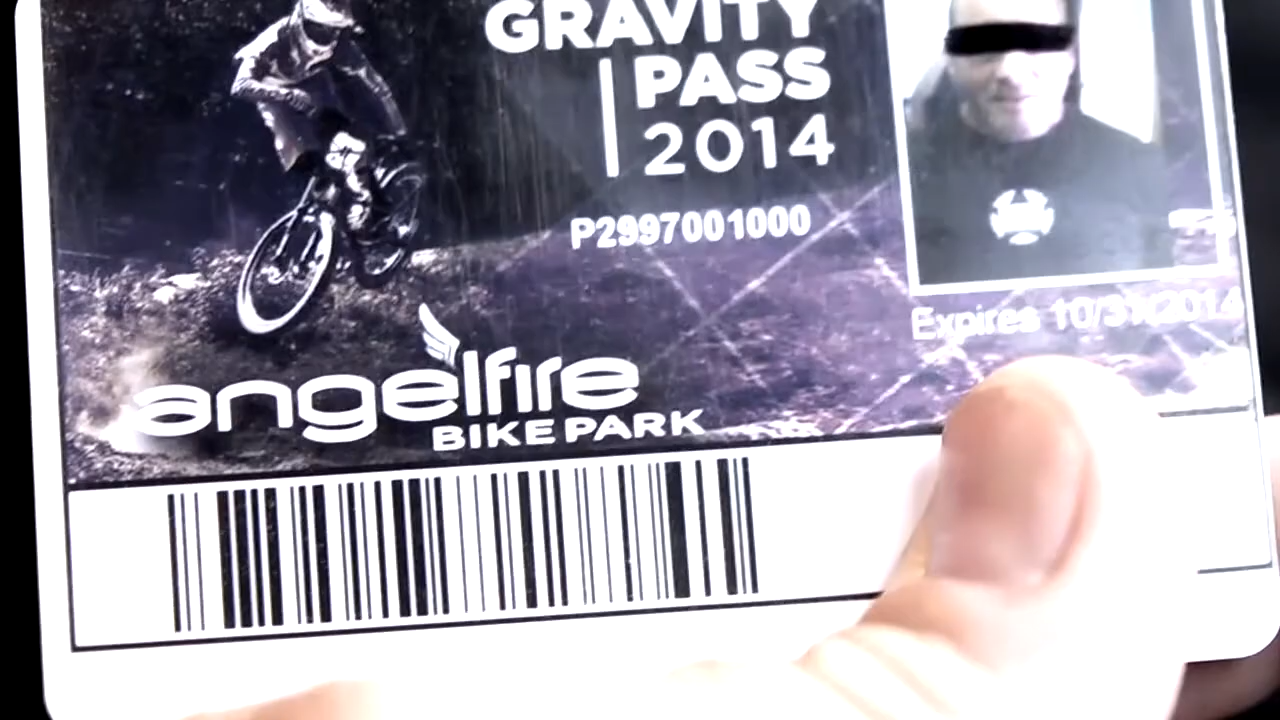 GRAVITY
PASS
2014
P2997001000
Expires 10/31/2014
angelfire
BIKE PARK